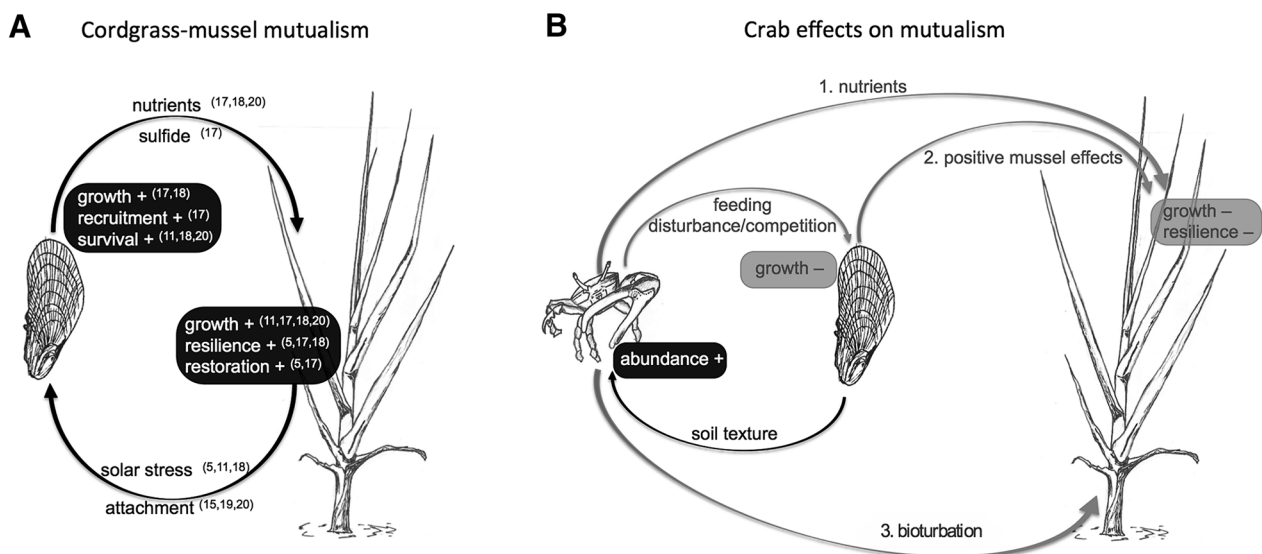 A
Cordgrass-mussel mutualism
nutrients (17,18,20)
sulfide (17)
growth + (17,18)
recruitment + (17)
survival + (11,18,20)
growth + (11,17,18,20)
resilience + (5,17,18)
restoration + (5,17)
solar stress (5,11,18)
attachment (15,19,20)
B
Crab effects on mutualism
1. nutrients
2. positive mussel effects
feeding
disturbance/competition
growth –
resilience –
growth –
abundance +
soil texture
3. bioturbation